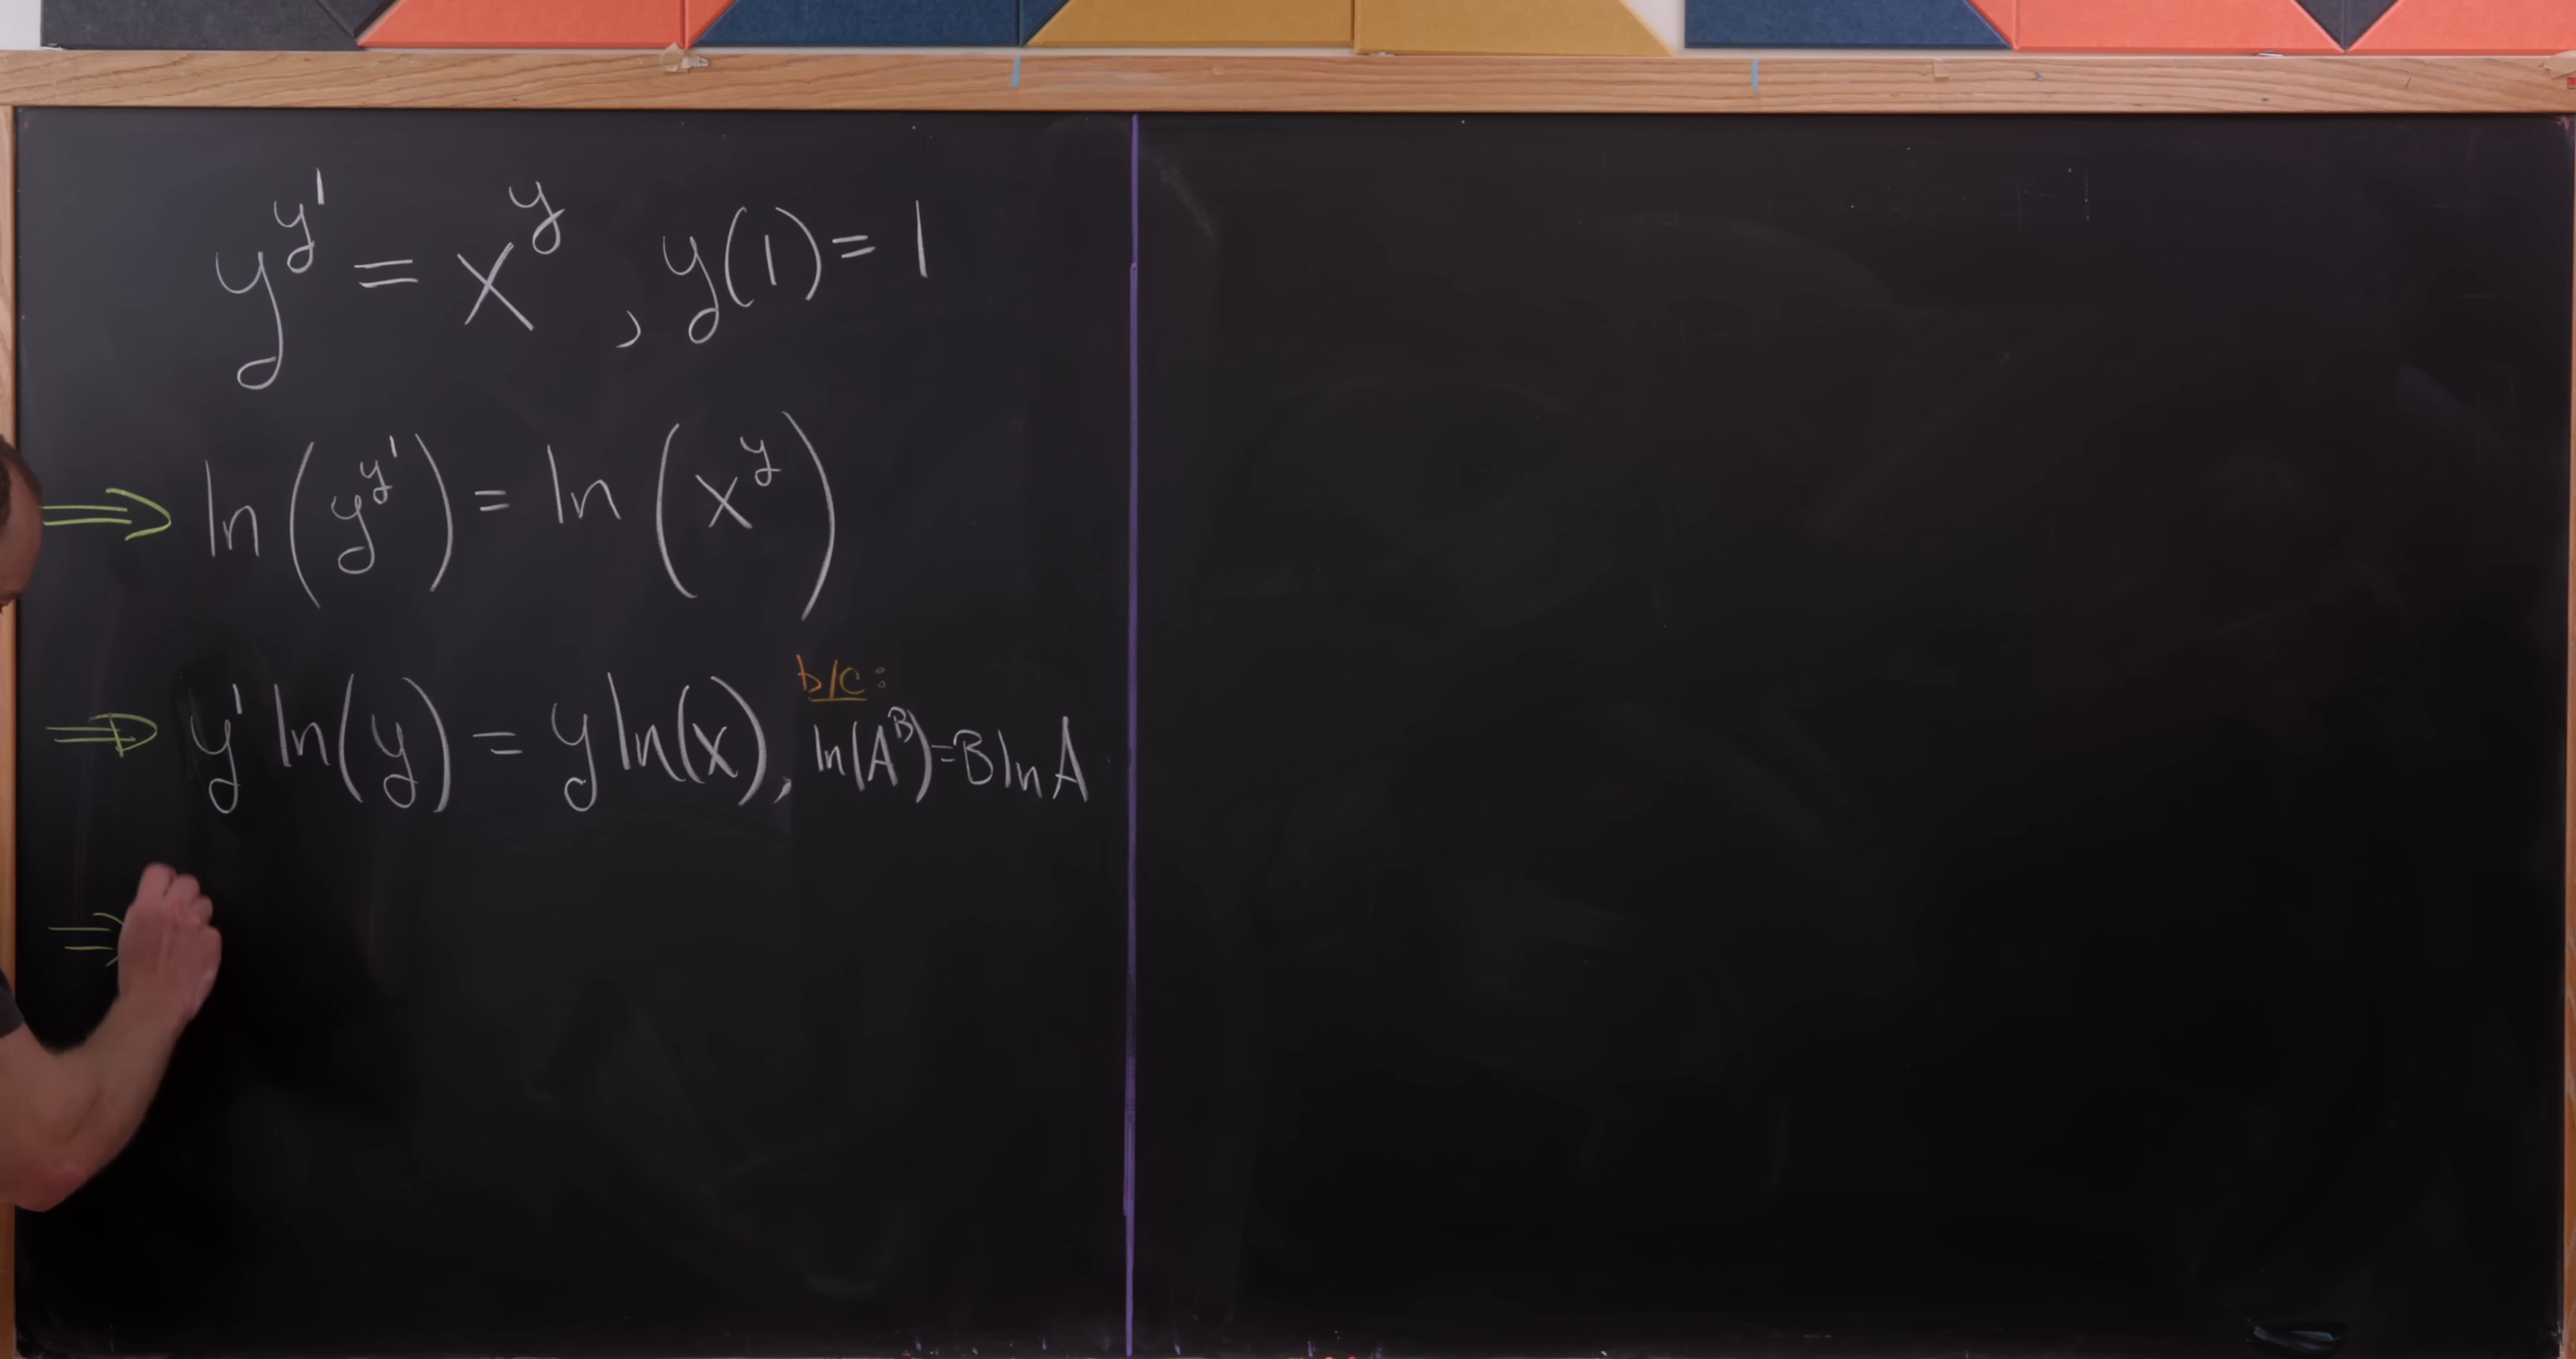 y^{y'} = x^y, y(1) = 1
⇒ ln(y^{y'}) = ln(x^y)
⇒ y' ln(y) = y ln(x), b/c: ln(A^B) = B ln A
⇒